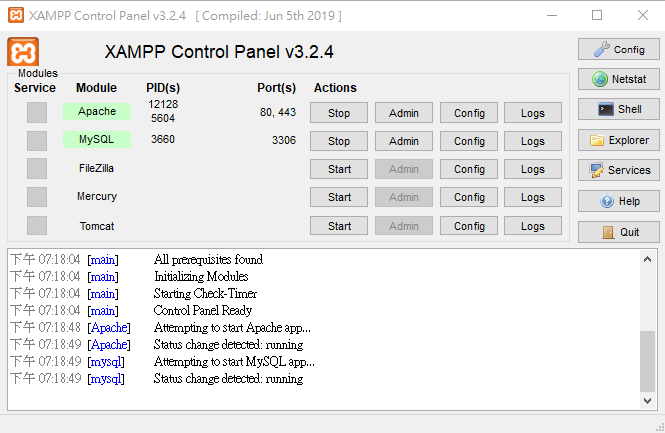 XAMPP Control Panel v3.2.4 [ Compiled: Jun 5th 2019 ]
XAMPP Control Panel v3.2.4
Config
Modules
Service Module PID(s) Port(s) Actions
Netstat
Apache 12128 5604 80, 443 Stop Admin Config Logs
Shell
MySQL 3660 3306 Stop Admin Config Logs
Explorer
FileZilla Start Admin Config Logs
Services
Mercury Start Admin Config Logs
Help
Tomcat Start Admin Config Logs
Quit
下午 07:18:04 [main] All prerequisites found
下午 07:18:04 [main] Initializing Modules
下午 07:18:04 [main] Starting Check-Timer
下午 07:18:04 [main] Control Panel Ready
下午 07:18:48 [Apache] Attempting to start Apache app...
下午 07:18:49 [Apache] Status change detected: running
下午 07:18:49 [mysql] Attempting to start MySQL app...
下午 07:18:49 [mysql] Status change detected: running